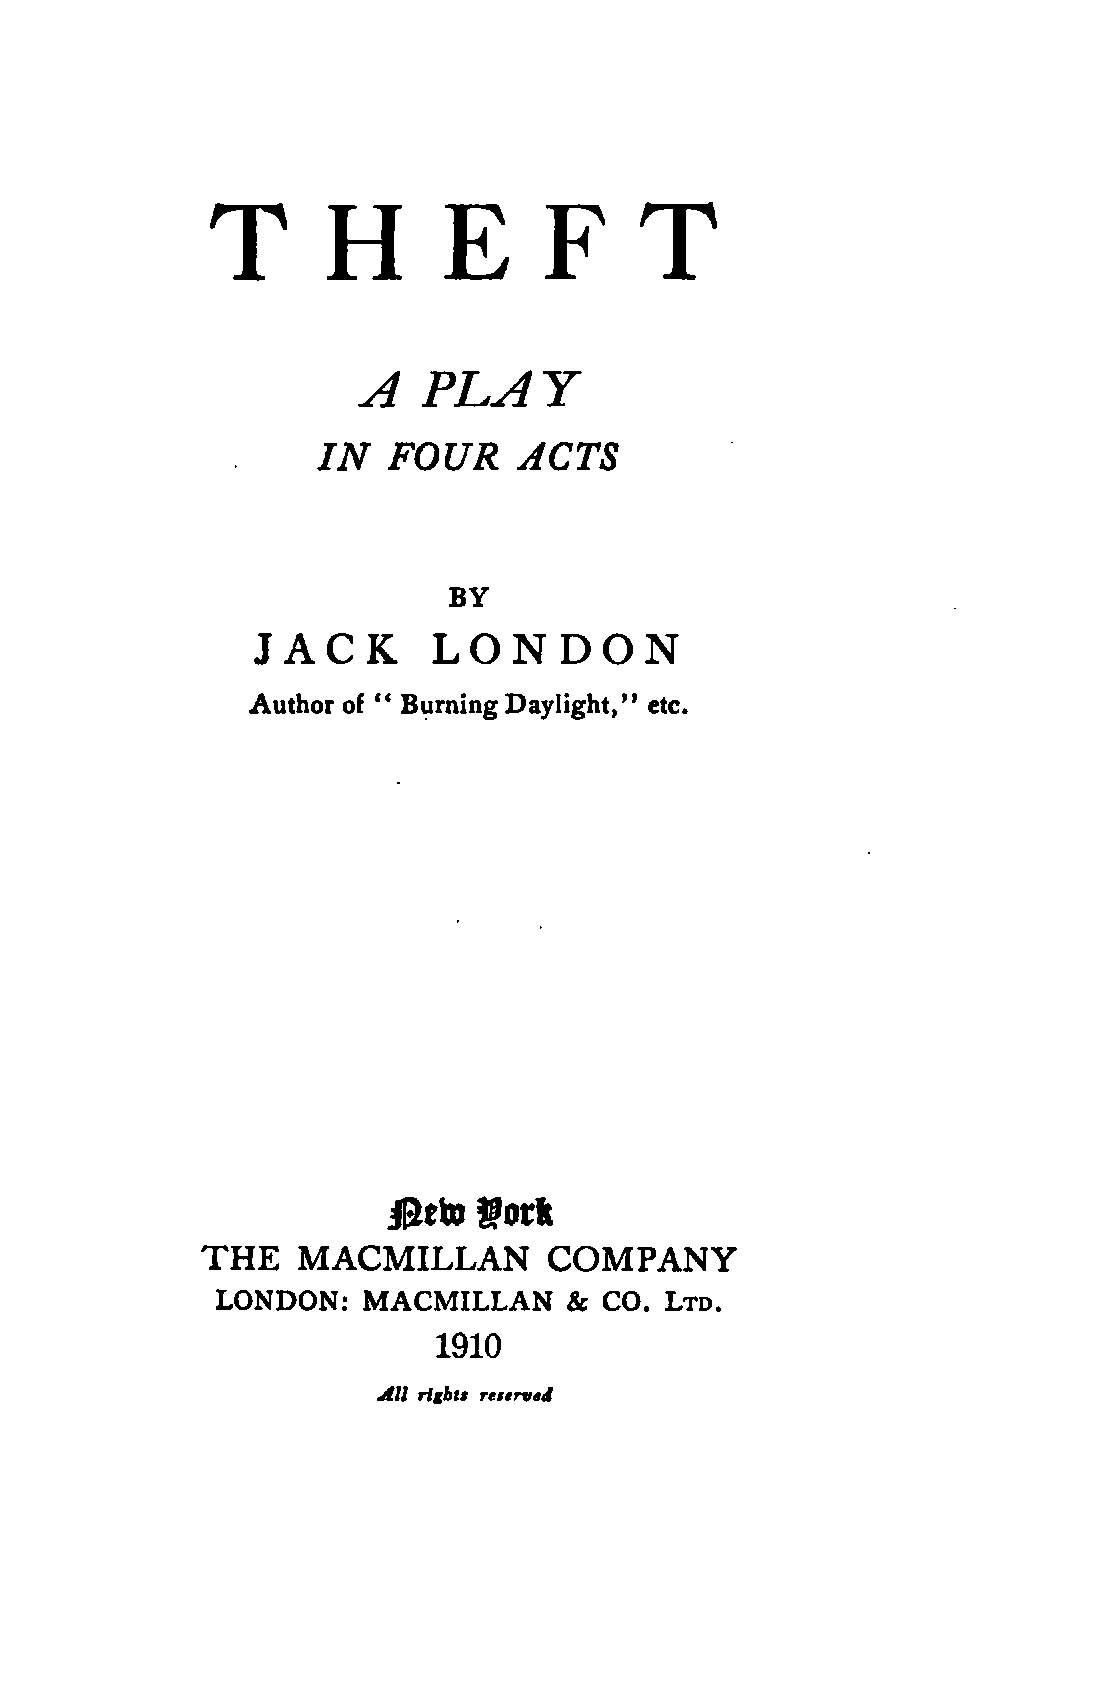 THEFT
A PLAY
IN FOUR ACTS
BY
JACK LONDON
Author of “Burning Daylight,” etc.
New York
THE MACMILLAN COMPANY
LONDON: MACMILLAN & CO. LTD.
1910
All rights reserved